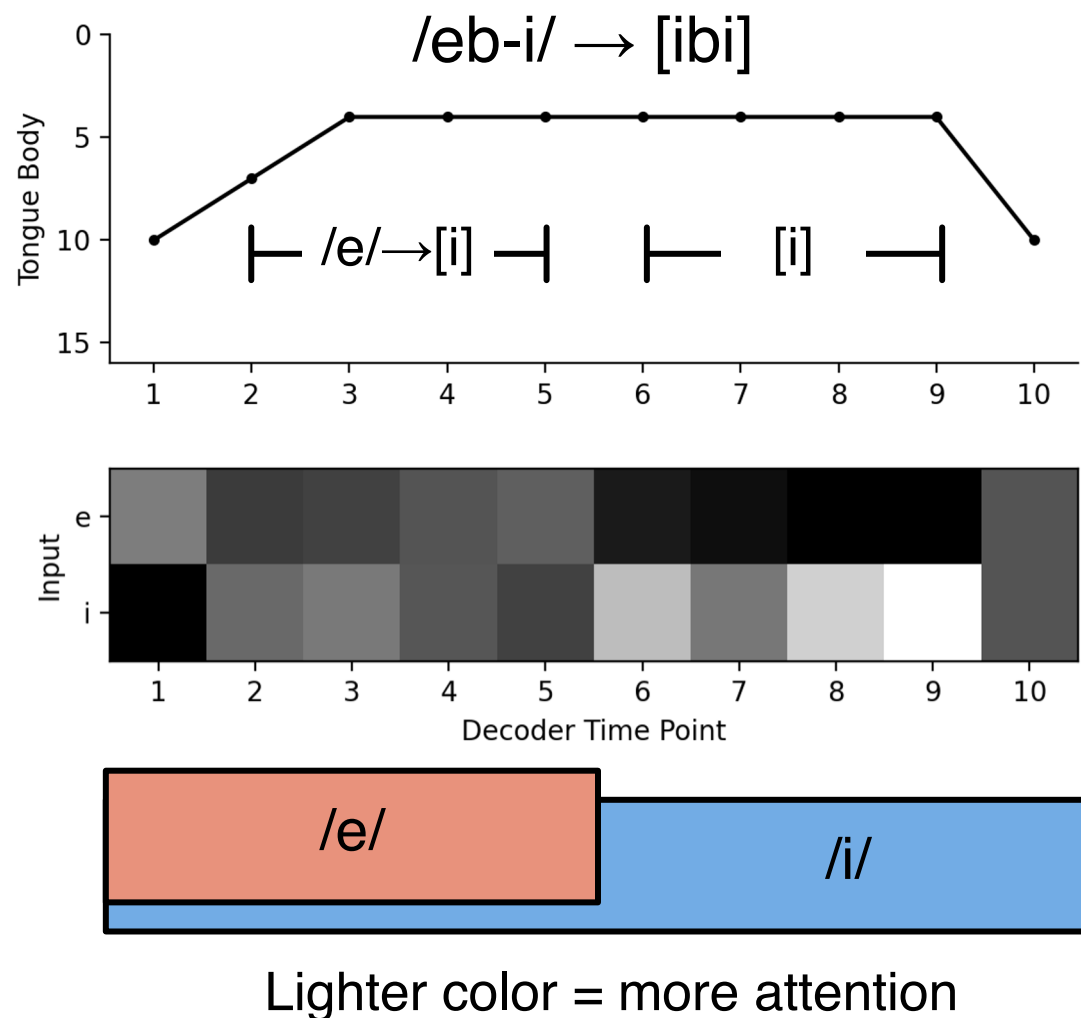 /eb-i/ → [ibi]
Tongue Body
0
5
10
15
/e/→[i]
[i]
1 2 3 4 5 6 7 8 9 10
Input
e
i
1 2 3 4 5 6 7 8 9 10
Decoder Time Point
/e/
/i/
Lighter color = more attention